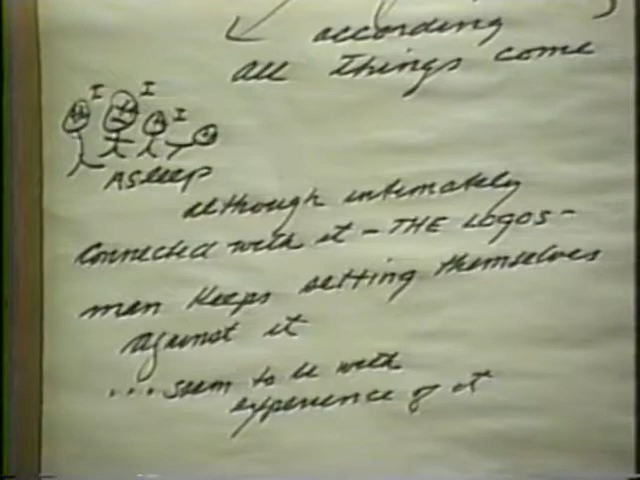 according
all things come
I I I
Asleep
although intimately
Connected with it - THE LOGOS -
man keeps setting themselves
against it
... seem to be with
experience of it